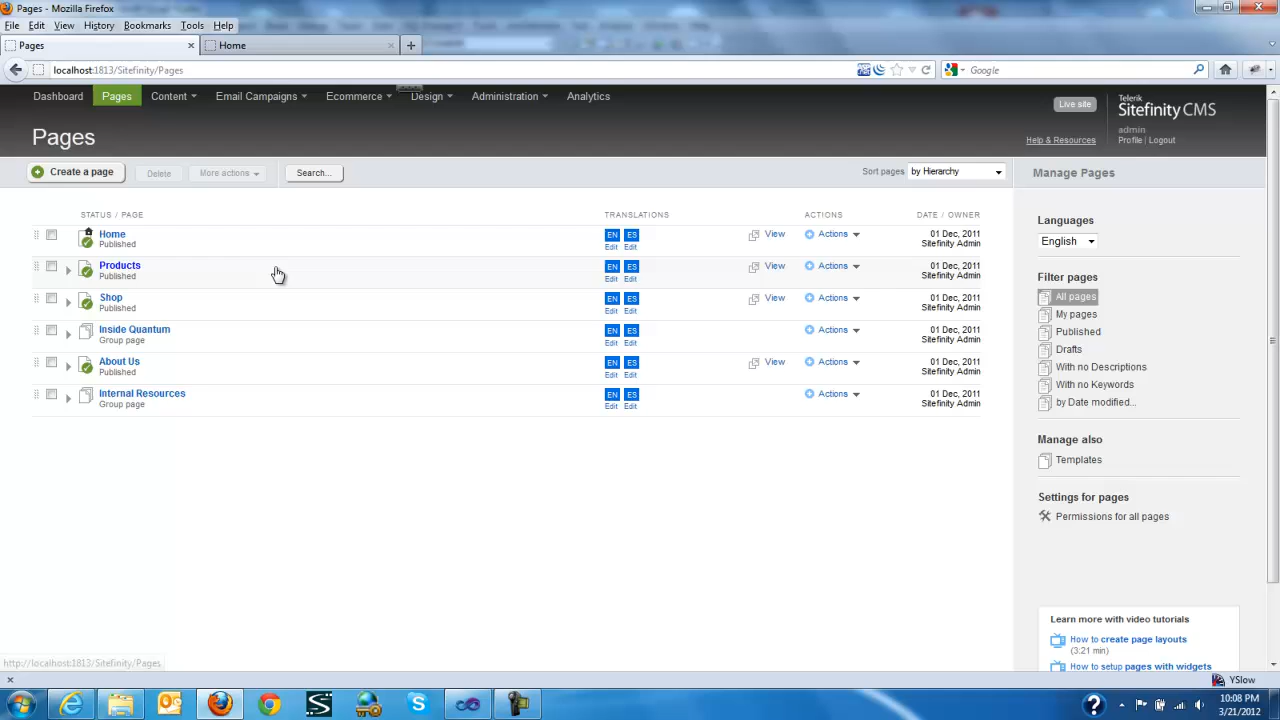 Pages - Mozilla Firefox
File Edit View History Bookmarks Tools Help
Pages × Home × +
localhost:1813/Sitefinity/Pages Google
Dashboard Pages Content Email Campaigns Ecommerce Design Administration Analytics
Live site
Telerik
Sitefinity CMS
admin
Help & Resources Profile | Logout
Pages
Create a page Delete More actions Search... Sort pages by Hierarchy
STATUS / PAGE TRANSLATIONS ACTIONS DATE / OWNER
Home EN ES View Actions 01 Dec, 2011
Published Edit Edit Sitefinity Admin
Products EN ES View Actions 01 Dec, 2011
Published Edit Edit Sitefinity Admin
Shop EN ES View Actions 01 Dec, 2011
Published Edit Edit Sitefinity Admin
Inside Quantum EN ES Actions 01 Dec, 2011
Group page Edit Edit Sitefinity Admin
About Us EN ES View Actions 01 Dec, 2011
Published Edit Edit Sitefinity Admin
Internal Resources EN ES Actions 01 Dec, 2011
Group page Edit Edit Sitefinity Admin
Manage Pages
Languages
English
Filter pages
All pages
My pages
Published
Drafts
With no Descriptions
With no Keywords
by Date modified...
Manage also
Templates
Settings for pages
Permissions for all pages
Learn more with video tutorials
How to create page layouts
(3:21 min)
How to setup pages with widgets
http://localhost:1813/Sitefinity/Pages
× YSlow
10:08 PM
3/21/2012